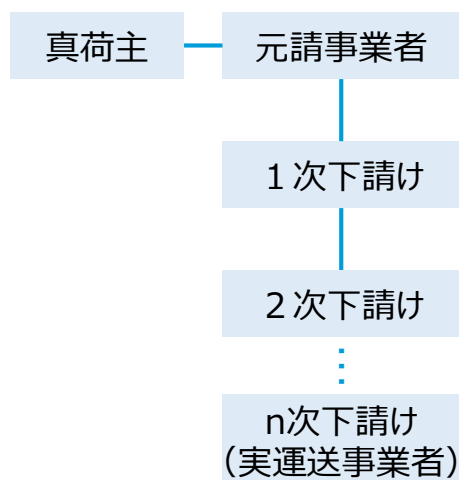 真荷主
元請事業者
１次下請け
２次下請け
n次下請け
（実運送事業者）